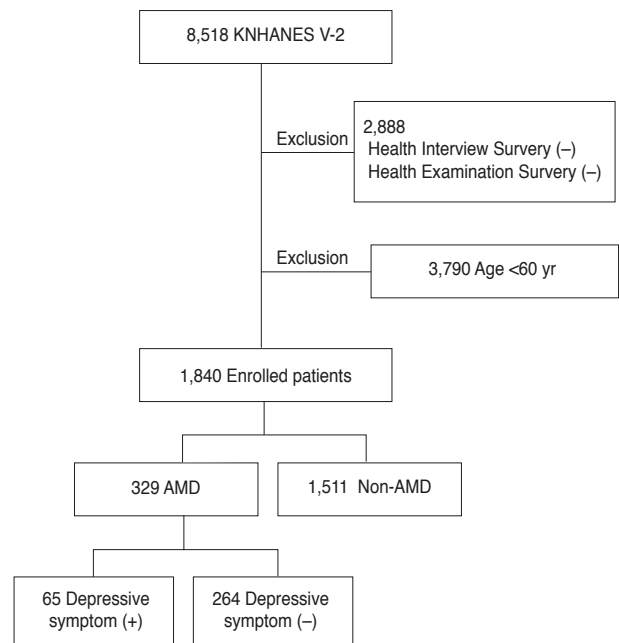 8,518 KNHANES V-2
Exclusion
2,888
Health Interview Survery (–)
Health Examination Survery (–)
Exclusion
3,790 Age <60 yr
1,840 Enrolled patients
329 AMD
1,511 Non-AMD
65 Depressive
symptom (+)
264 Depressive
symptom (–)